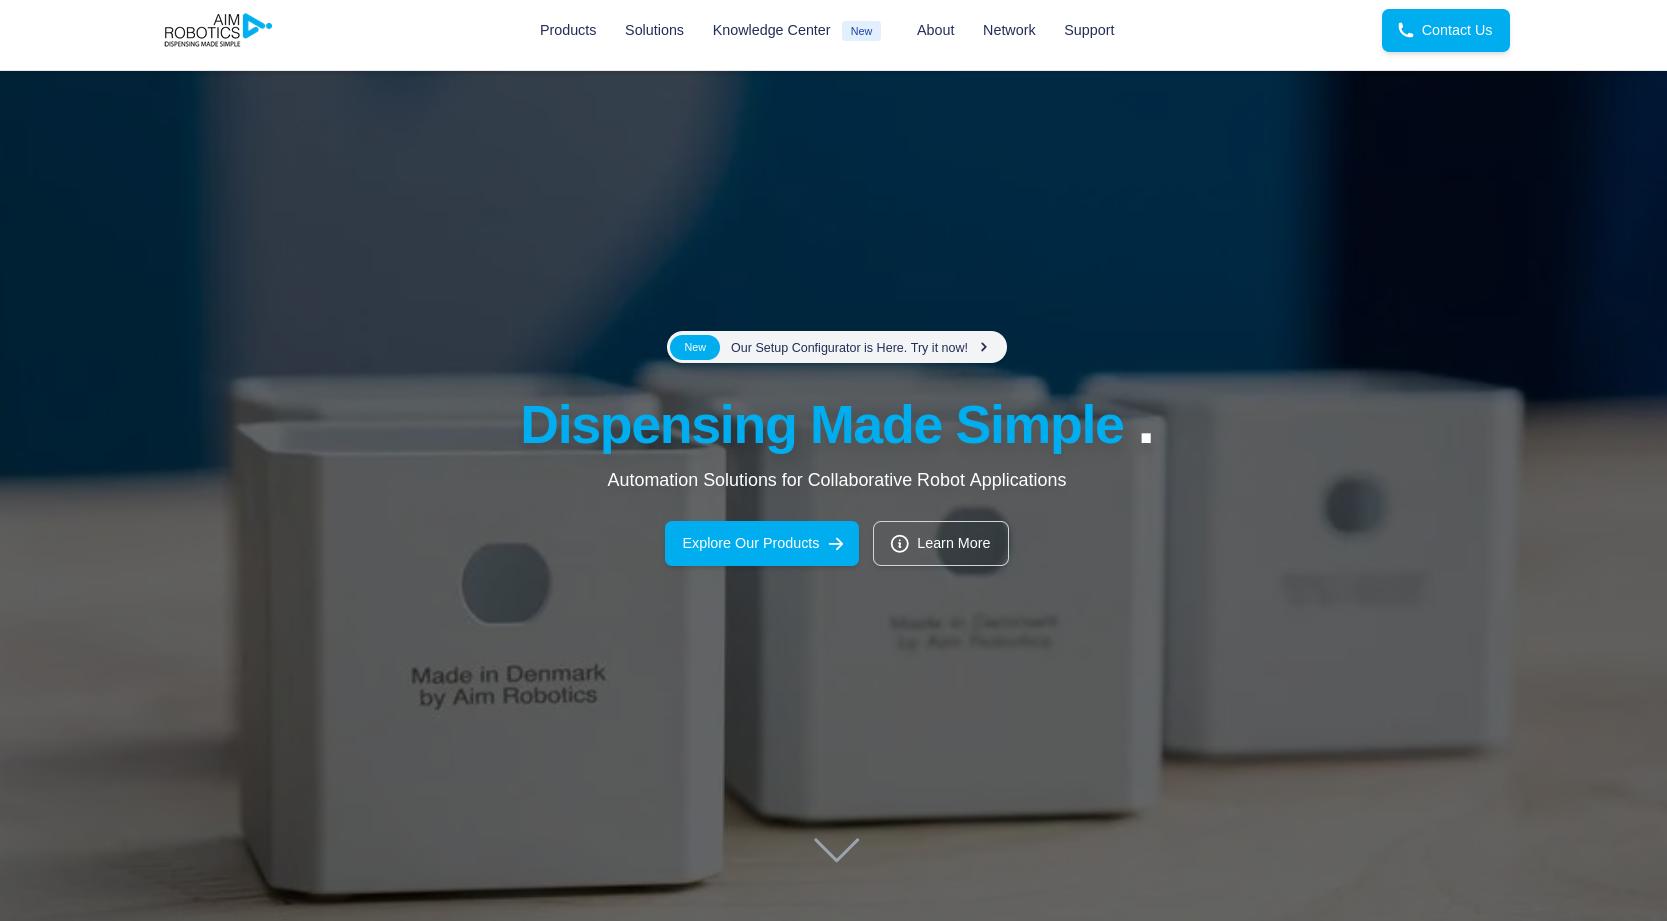 AIM
ROBOTICS
DISPENSING MADE SIMPLE
Products
Solutions
Knowledge Center
New
About
Network
Support
Contact Us
New
Our Setup Configurator is Here. Try it now!
Dispensing Made Simple .
Automation Solutions for Collaborative Robot Applications
Explore Our Products
Learn More
Made in Denmark
by Aim Robotics
Made in Denmark
by Aim Robotics